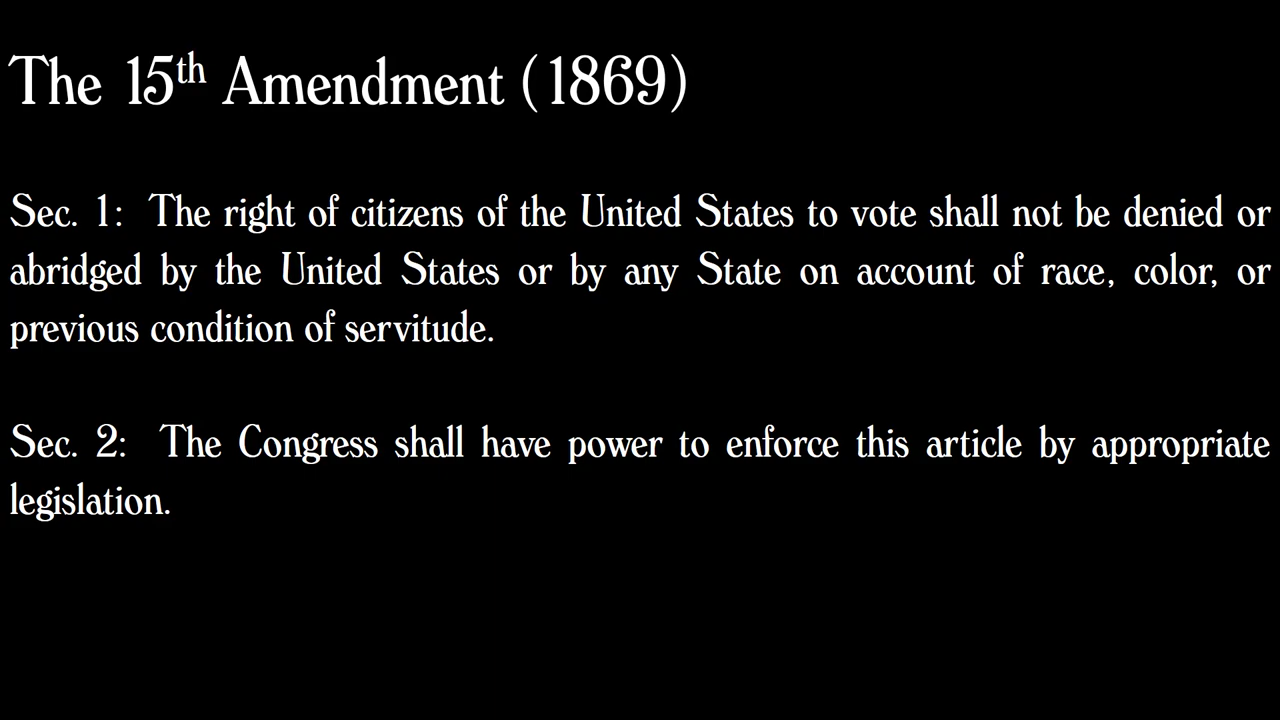 The 15th Amendment (1869)
Sec. 1: The right of citizens of the United States to vote shall not be denied or
abridged by the United States or by any State on account of race, color, or
previous condition of servitude.
Sec. 2: The Congress shall have power to enforce this article by appropriate
legislation.